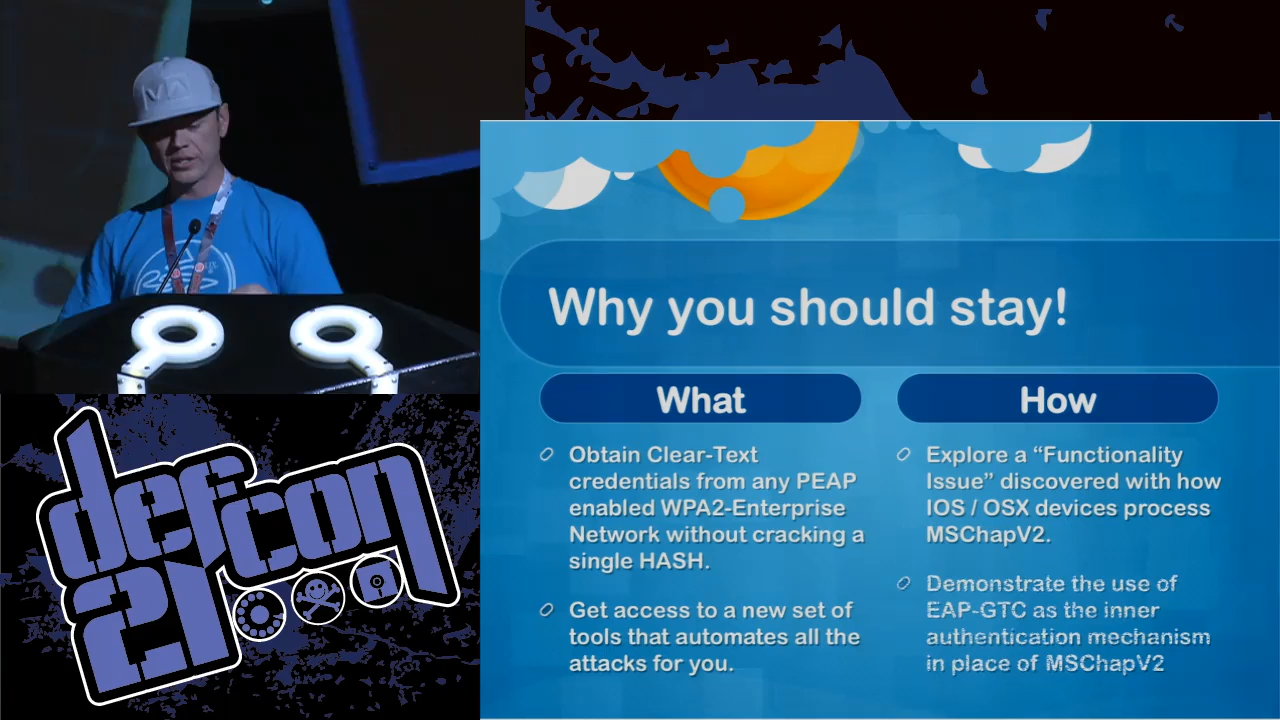 Why you should stay!
What
Obtain Clear-Text
credentials from any PEAP
enabled WPA2-Enterprise
Network without cracking a
single HASH.
Get access to a new set of
tools that automates all the
attacks for you.
How
Explore a “Functionality
Issue” discovered with how
IOS / OSX devices process
MSChapV2.
Demonstrate the use of
EAP-GTC as the inner
authentication mechanism
in place of MSChapV2
defcon
21